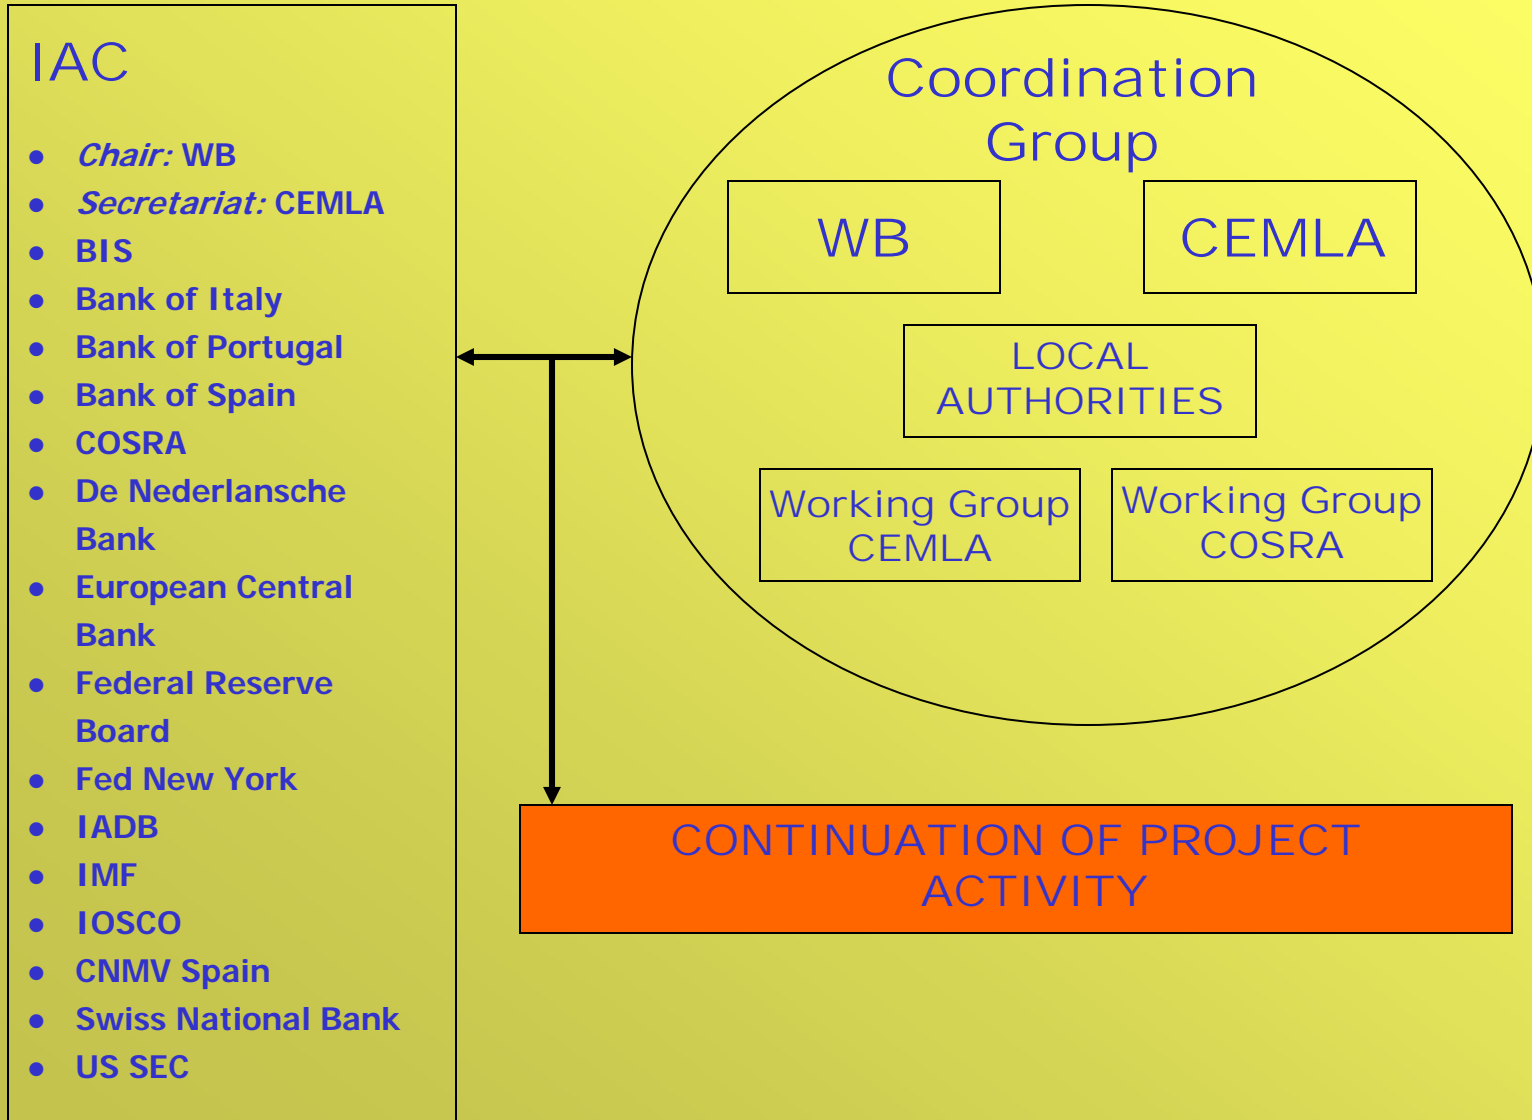 IAC
● Chair: WB
● Secretariat: CEMLA
● BIS
● Bank of Italy
● Bank of Portugal
● Bank of Spain
● COSRA
● De Nederlansche
Bank
● European Central
Bank
● Federal Reserve
Board
● Fed New York
● IADB
● IMF
● IOSCO
● CNMV Spain
● Swiss National Bank
● US SEC
Coordination
Group
WB
CEMLA
LOCAL
AUTHORITIES
Working Group
CEMLA
Working Group
COSRA
CONTINUATION OF PROJECT
ACTIVITY